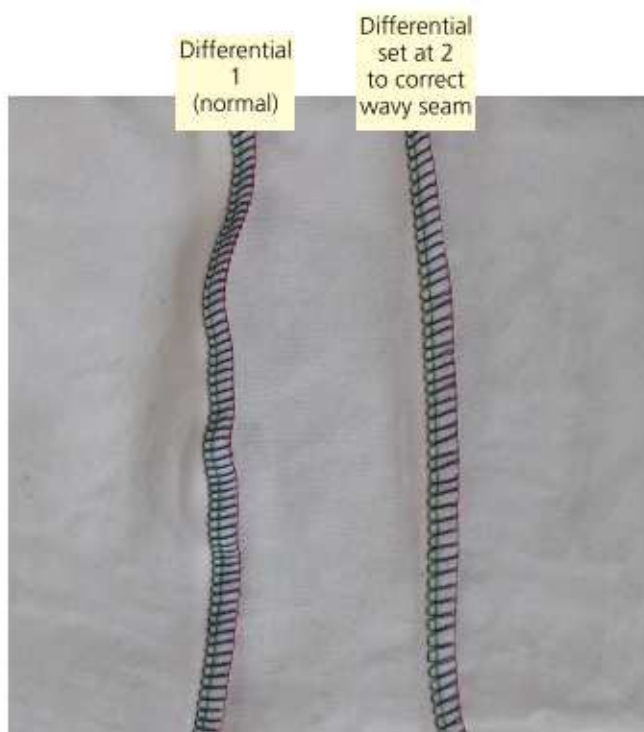 Differential
1
(normal)
Differential
set at 2
to correct
wavy seam